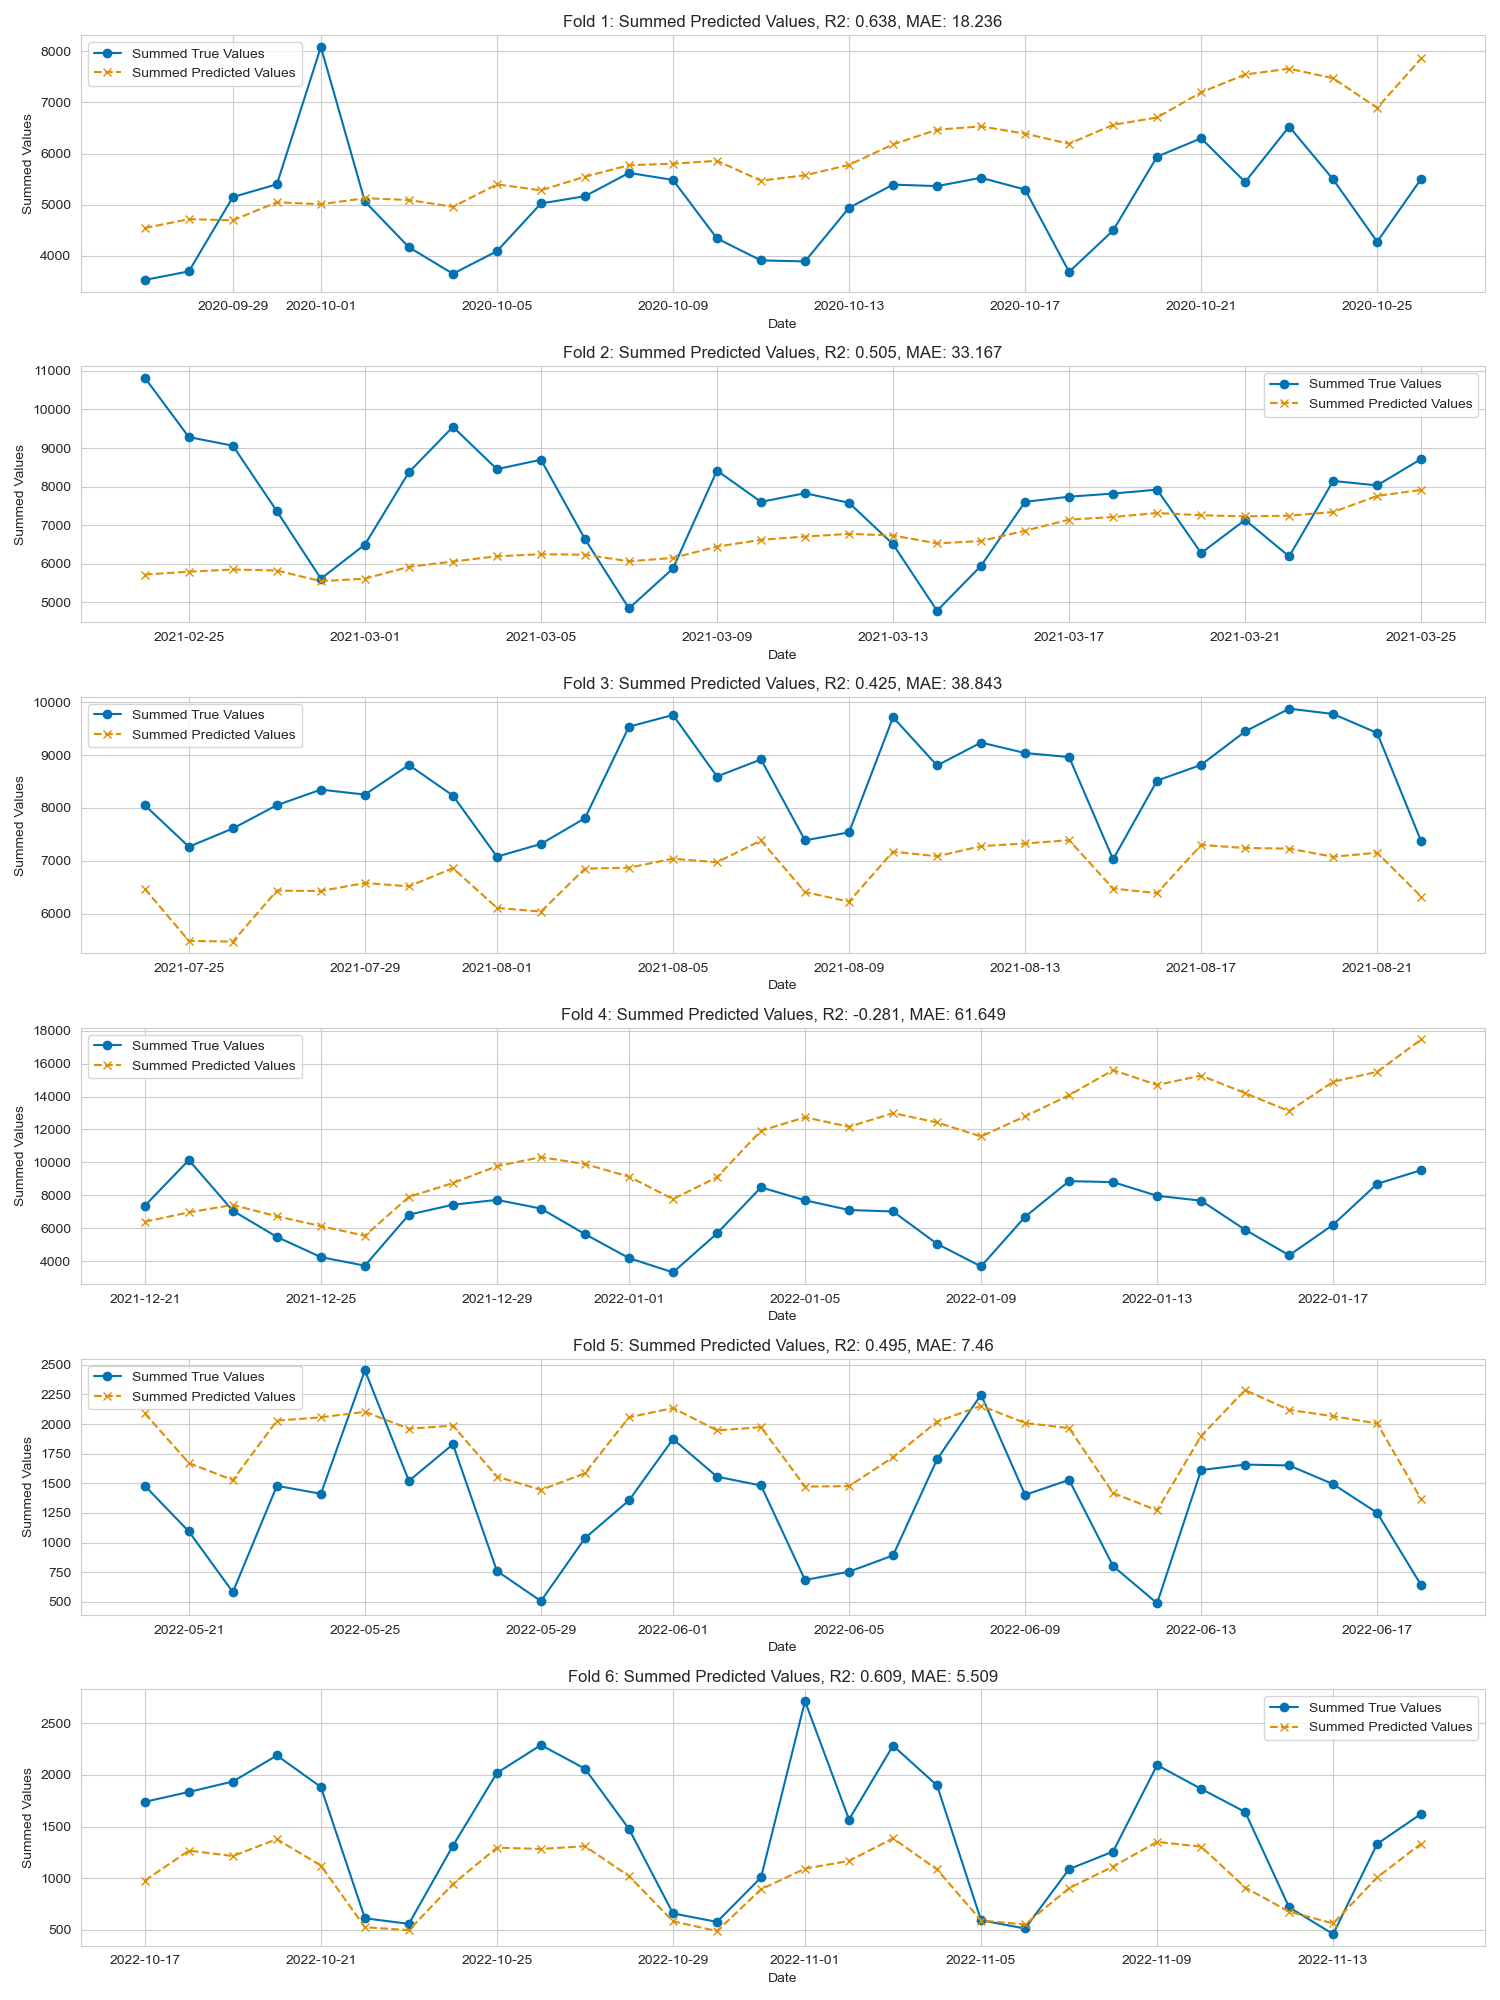 Fold 1: Summed Predicted Values, R2: 0.638, MAE: 18.236
Summed True Values
Summed Predicted Values
8000
7000
6000
5000
4000
Summed Values
2020-09-29 2020-10-01 2020-10-05 2020-10-09 2020-10-13 2020-10-17 2020-10-21 2020-10-25
Date
Fold 2: Summed Predicted Values, R2: 0.505, MAE: 33.167
Summed True Values
Summed Predicted Values
11000
10000
9000
8000
7000
6000
5000
Summed Values
2021-02-25 2021-03-01 2021-03-05 2021-03-09 2021-03-13 2021-03-17 2021-03-21 2021-03-25
Date
Fold 3: Summed Predicted Values, R2: 0.425, MAE: 38.843
Summed True Values
Summed Predicted Values
10000
9000
8000
7000
6000
Summed Values
2021-07-25 2021-07-29 2021-08-01 2021-08-05 2021-08-09 2021-08-13 2021-08-17 2021-08-21
Date
Fold 4: Summed Predicted Values, R2: -0.281, MAE: 61.649
Summed True Values
Summed Predicted Values
18000
16000
14000
12000
10000
8000
6000
4000
Summed Values
2021-12-21 2021-12-25 2021-12-29 2022-01-01 2022-01-05 2022-01-09 2022-01-13 2022-01-17
Date
Fold 5: Summed Predicted Values, R2: 0.495, MAE: 7.46
Summed True Values
Summed Predicted Values
2500
2250
2000
1750
1500
1250
1000
750
500
Summed Values
2022-05-21 2022-05-25 2022-05-29 2022-06-01 2022-06-05 2022-06-09 2022-06-13 2022-06-17
Date
Fold 6: Summed Predicted Values, R2: 0.609, MAE: 5.509
Summed True Values
Summed Predicted Values
2500
2000
1500
1000
500
Summed Values
2022-10-17 2022-10-21 2022-10-25 2022-10-29 2022-11-01 2022-11-05 2022-11-09 2022-11-13
Date